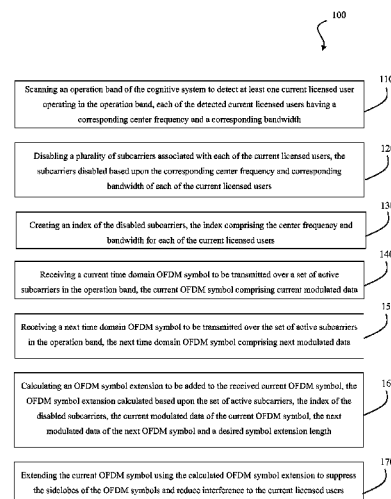 100
Scanning an operation band of the cognitive system to detect at least one current licensed user
operating in the operation band, each of the detected current licensed users having a
corresponding center frequency and a corresponding bandwidth
110
Disabling a plurality of subcarriers associated with each of the current licensed users, the
subcarriers disabled based upon the corresponding center frequency and corresponding
bandwidth of each of the current licensed users
120
Creating an index of the disabled subcarriers, the index comprising the center frequency and
bandwidth for each of the current licensed users
130
Receiving a current time domain OFDM symbol to be transmitted over a set of active
subcarriers in the operation band, the current OFDM symbol comprising current modulated data
140
Receiving a next time domain OFDM symbol to be transmitted over the set of active subcarriers
in the operation band, the next time domain OFDM symbol comprising next modulated data
15
Calculating an OFDM symbol extension to be added to the received current OFDM symbol, the
OFDM symbol extension calculated based upon the set of active subcarriers, the index of the
disabled subcarriers, the current modulated data of the current OFDM symbol, the next
modulated data of the next OFDM symbol and a desired symbol extension length
16
Extending the current OFDM symbol using the calculated OFDM symbol extension to suppress
the sidelobes of the OFDM symbols and reduce interference to the current licensed users
170